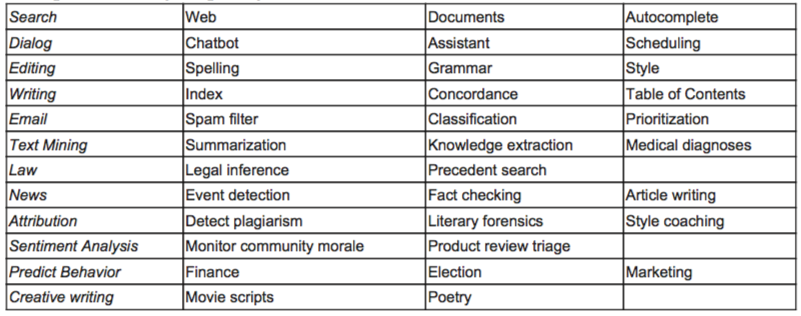 Search Web Documents Autocomplete
Dialog Chatbot Assistant Scheduling
Editing Spelling Grammar Style
Writing Index Concordance Table of Contents
Email Spam filter Classification Prioritization
Text Mining Summarization Knowledge extraction Medical diagnoses
Law Legal inference Precedent search
News Event detection Fact checking Article writing
Attribution Detect plagiarism Literary forensics Style coaching
Sentiment Analysis Monitor community morale Product review triage
Predict Behavior Finance Election Marketing
Creative writing Movie scripts Poetry